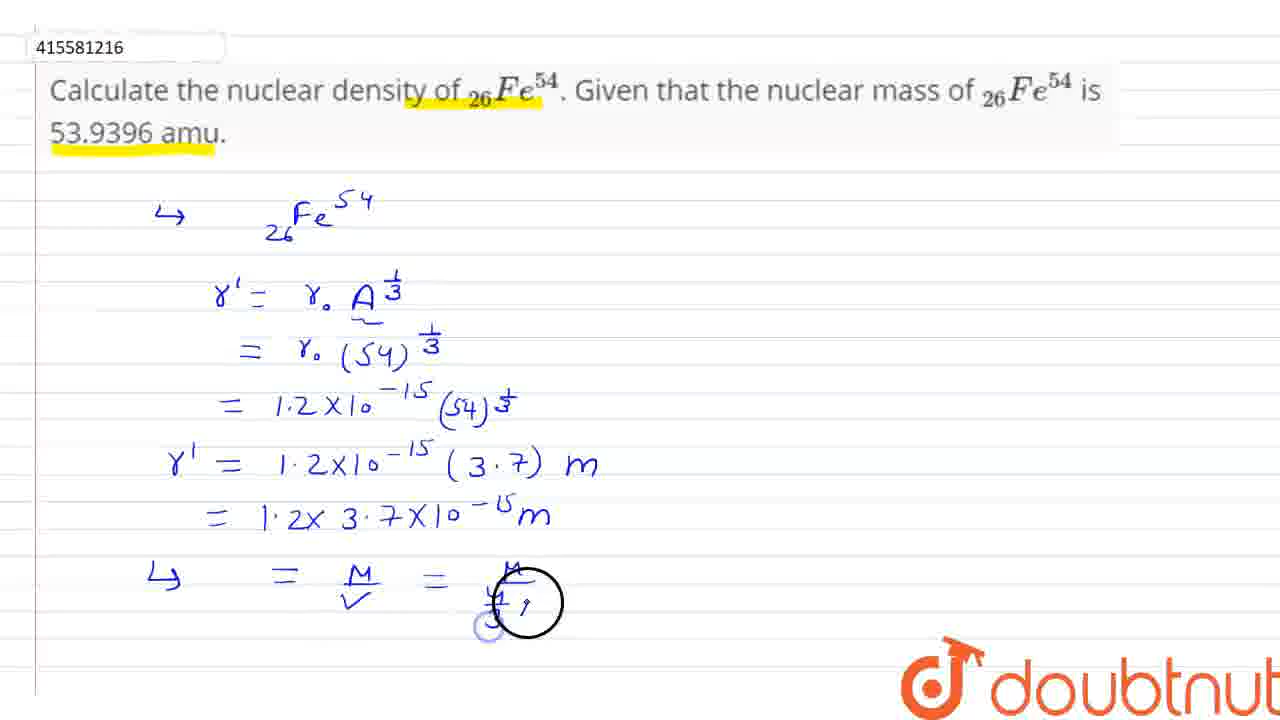 415581216
Calculate the nuclear density of ₂₆Fe⁵⁴. Given that the nuclear mass of ₂₆Fe⁵⁴ is
53.9396 amu.
↳ ₂₆Fe⁵⁴
r' = r₀ A^(1/3)
= r₀ (54)^(1/3)
= 1.2×10⁻¹⁵ (54)^(1/3)
r' = 1.2×10⁻¹⁵ (3.7) m
= 1.2× 3.7×10⁻¹⁵ m
↳ = M/V = M/(4/3
doubtnut